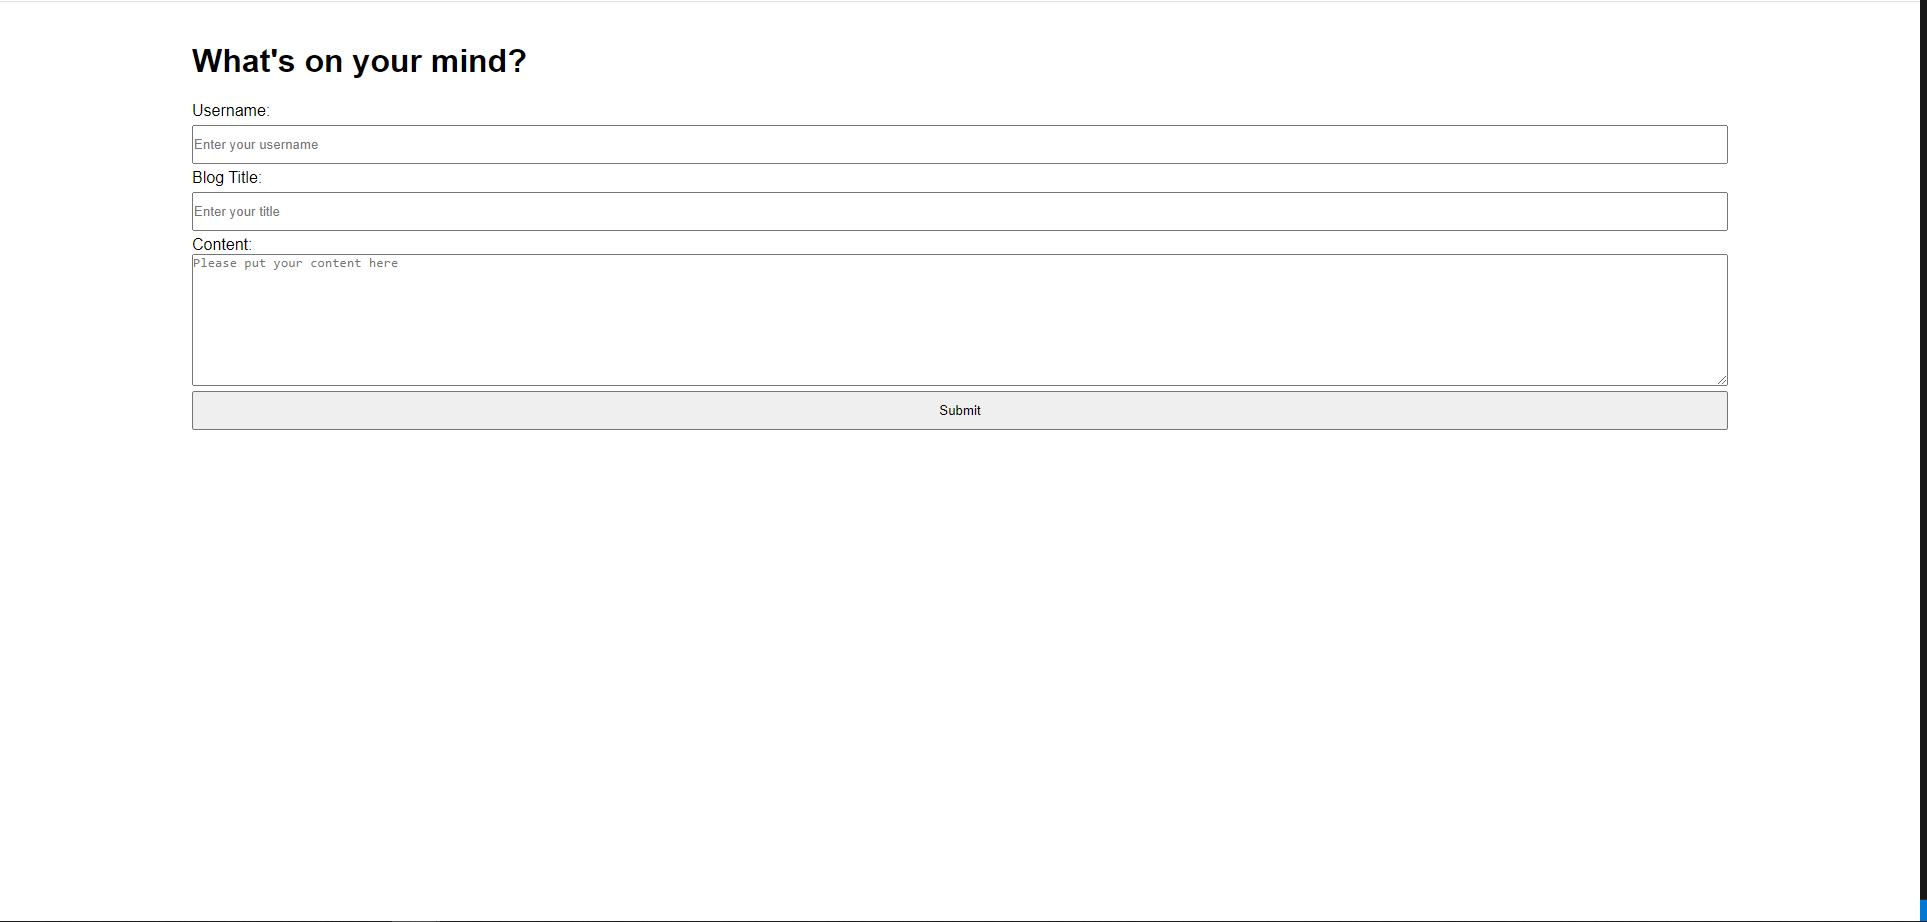 What's on your mind?
Username:
Enter your username
Blog Title:
Enter your title
Content:
Please put your content here
Submit